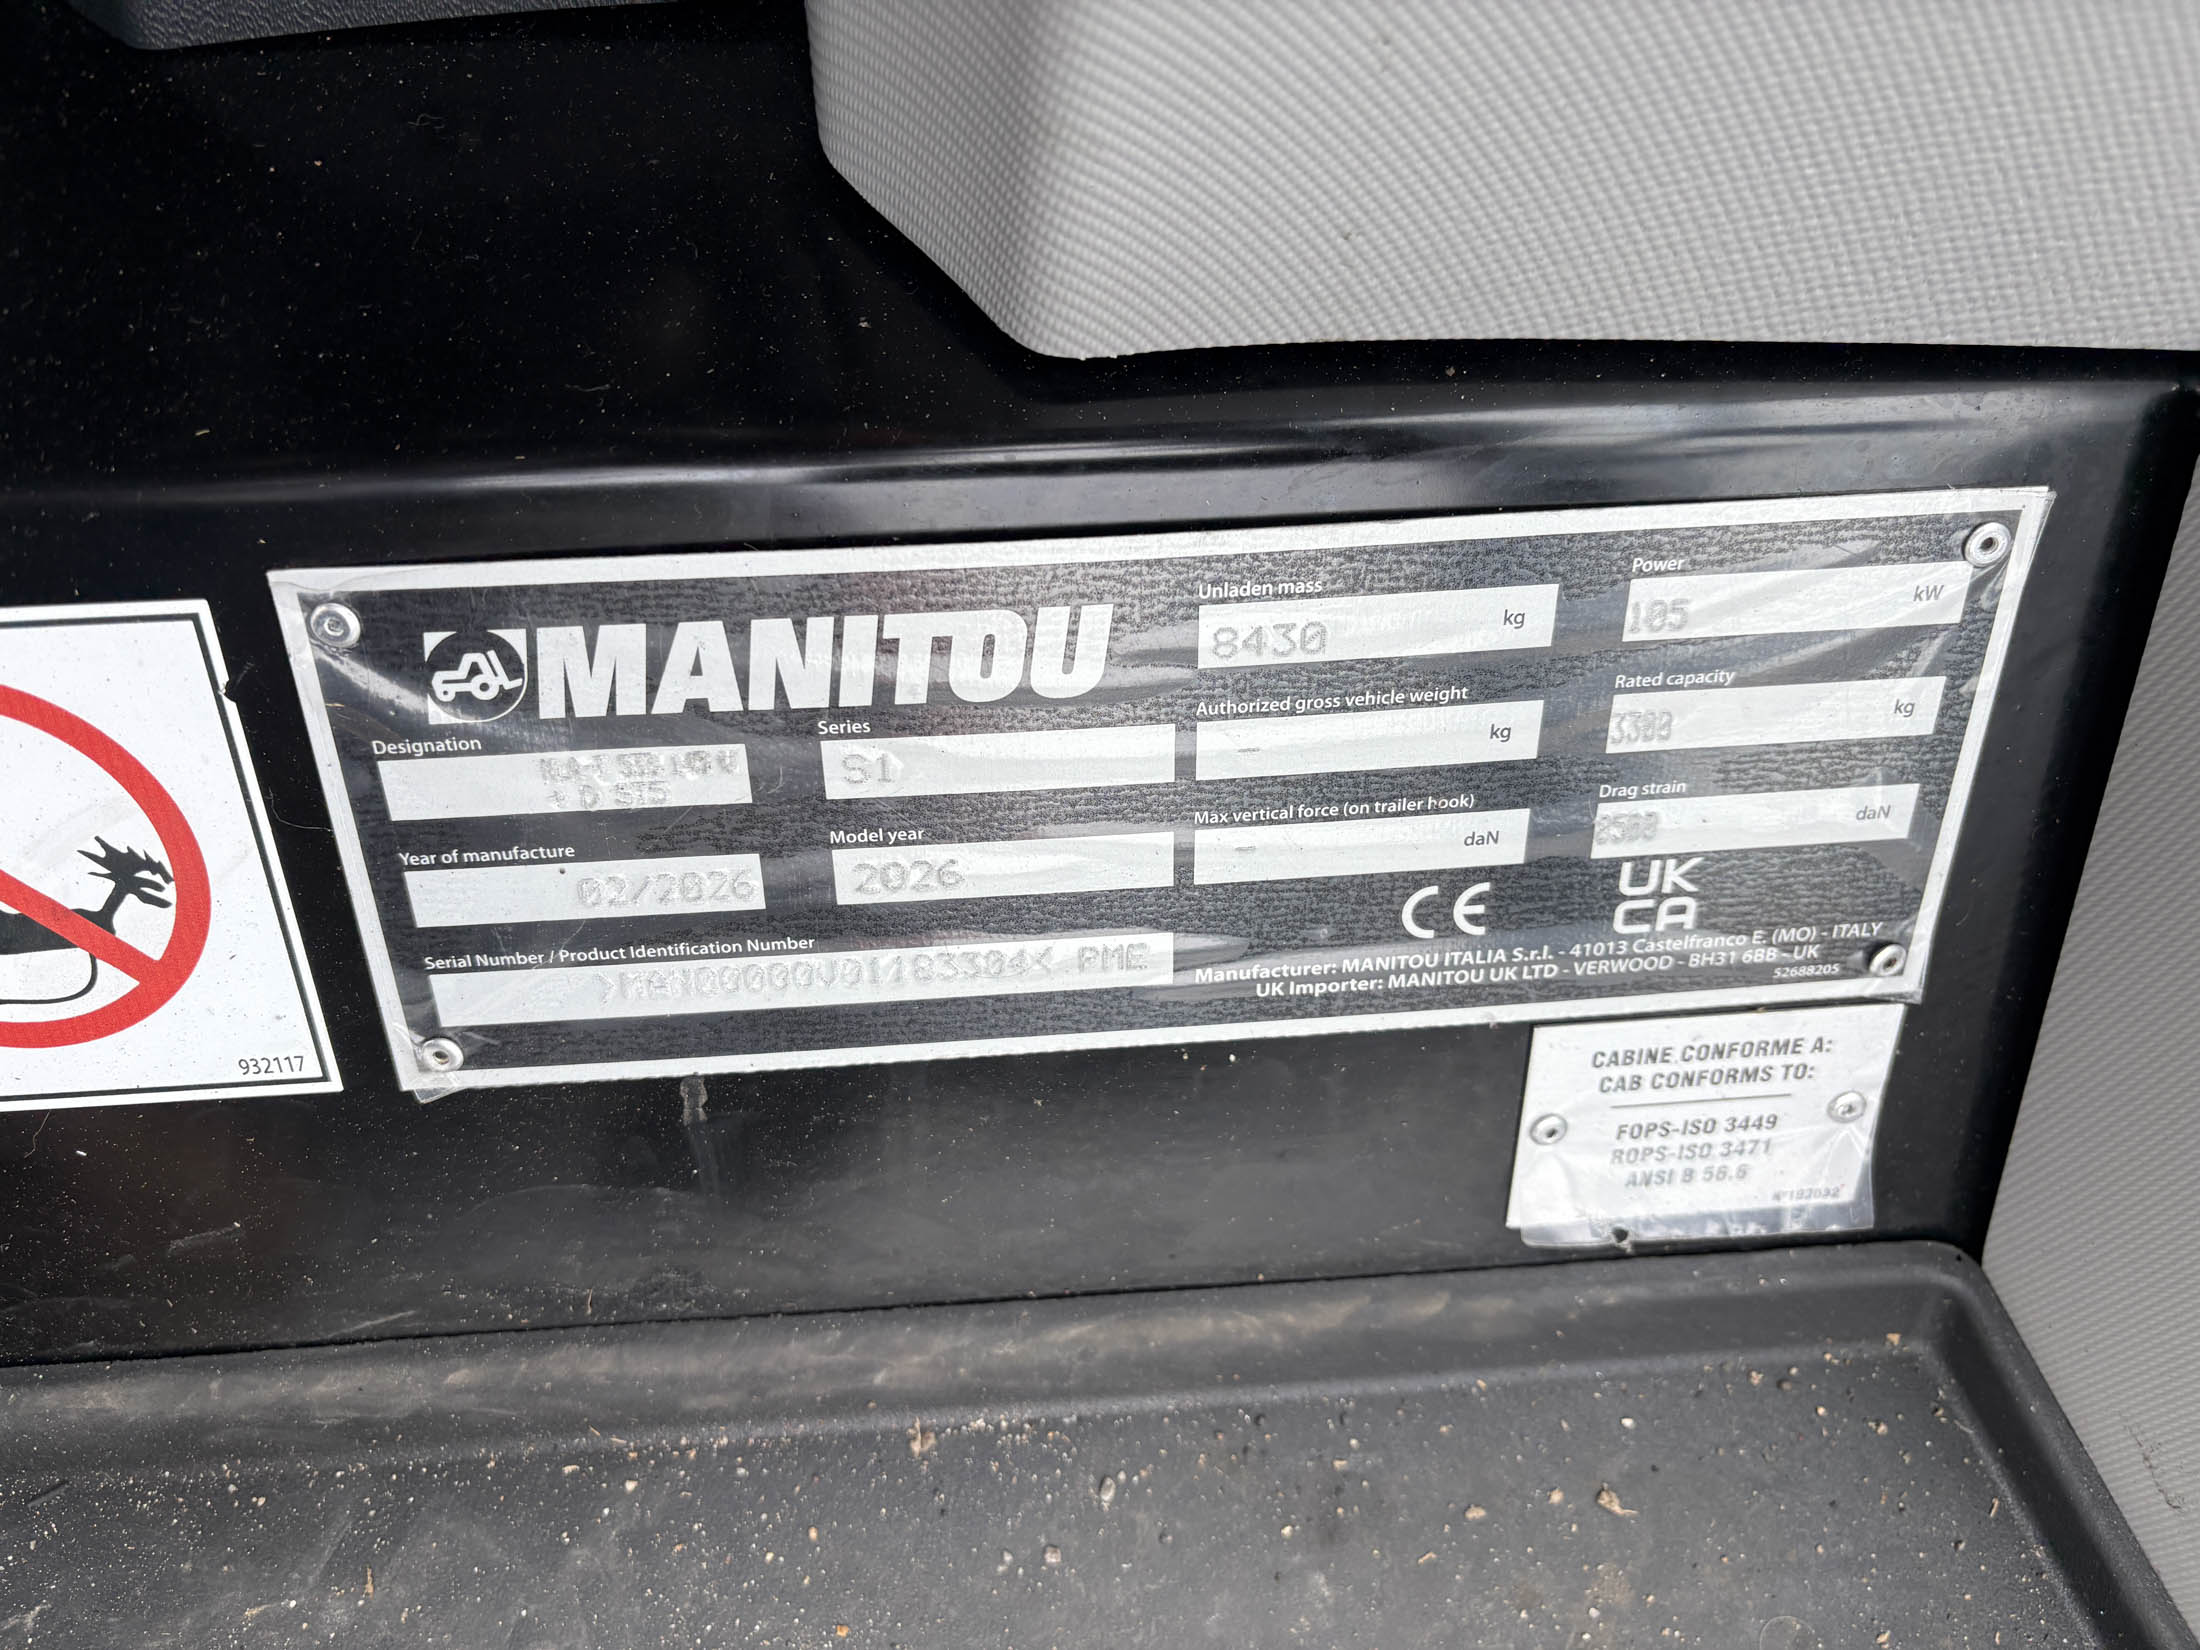 MANITOU
Designation
+ D ST5
Series
S1
Year of manufacture
02/2026
Model year
2026
Serial Number / Product Identification Number
PME
Unladen mass
8430 kg
Authorized gross vehicle weight
- kg
Max vertical force (on trailer hook)
- daN
Power
105 kW
Rated capacity
3300 kg
Drag strain
8500 daN
CE
UK
CA
Manufacturer: MANITOU ITALIA S.r.l. - 41013 Castelfranco E. (MO) - ITALY
UK Importer: MANITOU UK LTD - VERWOOD - BH31 6BB - UK
52688205
932117
CABINE CONFORME A:
CAB CONFORMS TO:
FOPS-ISO 3449
ROPS-ISO 3471
ANSI B 56.6